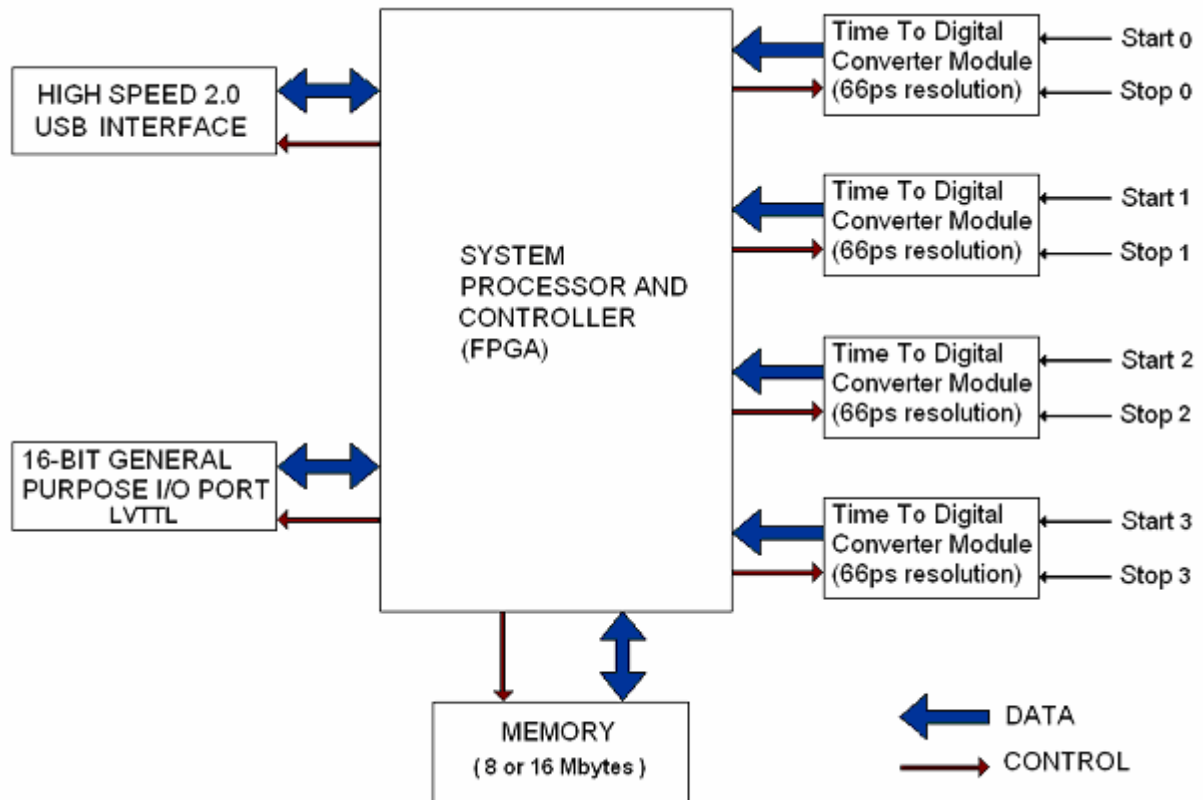 HIGH SPEED 2.0
USB INTERFACE
16-BIT GENERAL
PURPOSE I/O PORT
LVTTL
SYSTEM
PROCESSOR AND
CONTROLLER
(FPGA)
MEMORY
( 8 or 16 Mbytes )
Time To Digital
Converter Module
(66ps resolution)
Start 0
Stop 0
Time To Digital
Converter Module
(66ps resolution)
Start 1
Stop 1
Time To Digital
Converter Module
(66ps resolution)
Start 2
Stop 2
Time To Digital
Converter Module
(66ps resolution)
Start 3
Stop 3
DATA
CONTROL